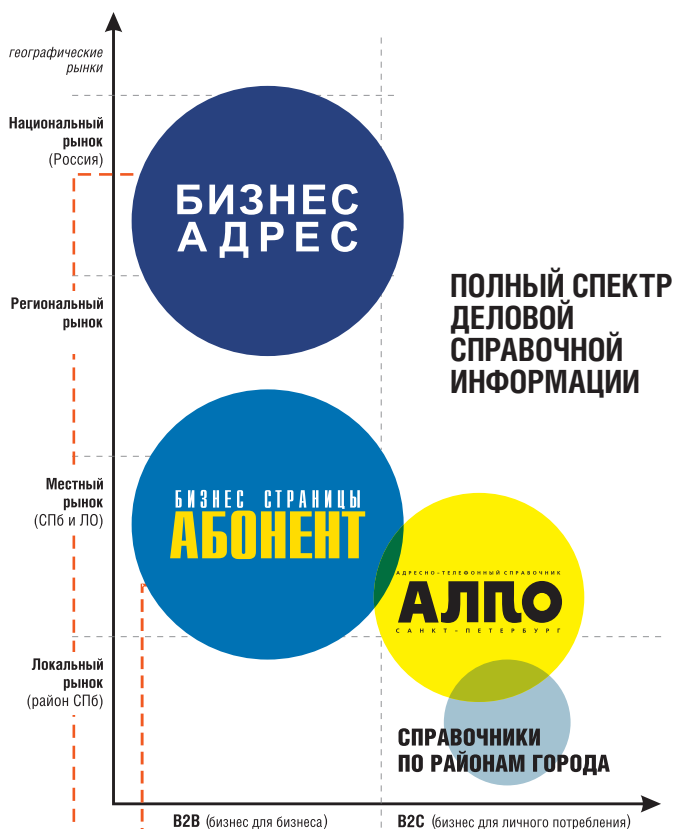 географические
рынки
Национальный
рынок
(Россия)
БИЗНЕС
АДРЕС
ПОЛНЫЙ СПЕКТР
ДЕЛОВОЙ
СПРАВОЧНОЙ
ИНФОРМАЦИИ
Региональный
рынок
Местный
рынок
(СПб и ЛО)
БИЗНЕС СТРАНИЦЫ
АБОНЕНТ
АДРЕСНО-ТЕЛЕФОННЫЙ СПРАВОЧНИК
АЛПО
САНКТ-ПЕТЕРБУРГ
Локальный
рынок
(район СПб)
СПРАВОЧНИКИ
ПО РАЙОНАМ ГОРОДА
B2B (бизнес для бизнеса)
B2C (бизнес для личного потребления)